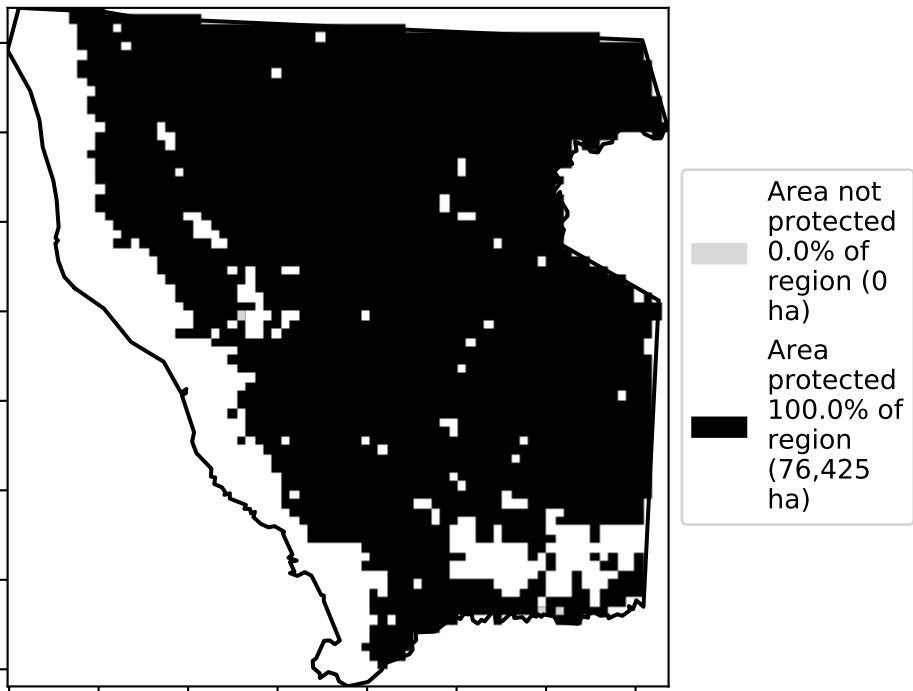 Area not
protected
0.0% of
region (0
ha)
Area
protected
100.0% of
region
(76,425
ha)